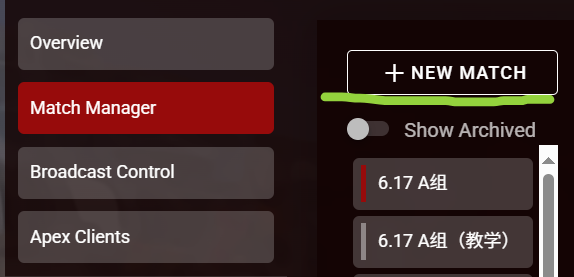 Overview
Match Manager
Broadcast Control
Apex Clients
+ NEW MATCH
Show Archived
6.17 A组
6.17 A组（教学）